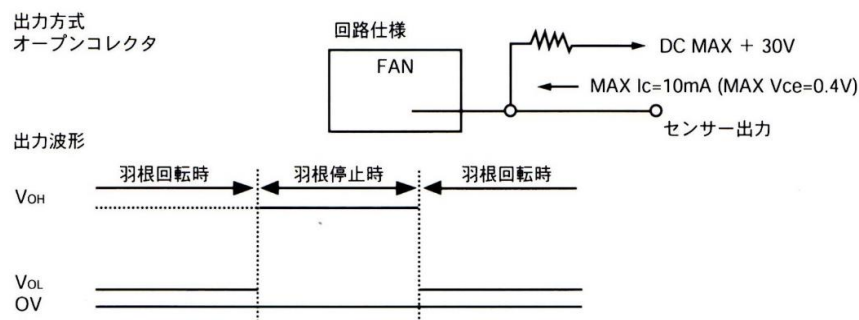 出力方式
オープンコレクタ
回路仕様
FAN
DC MAX + 30V
MAX Ic=10mA (MAX Vce=0.4V)
センサー出力
出力波形
羽根回転時 羽根停止時 羽根回転時
VOH
VOL
OV